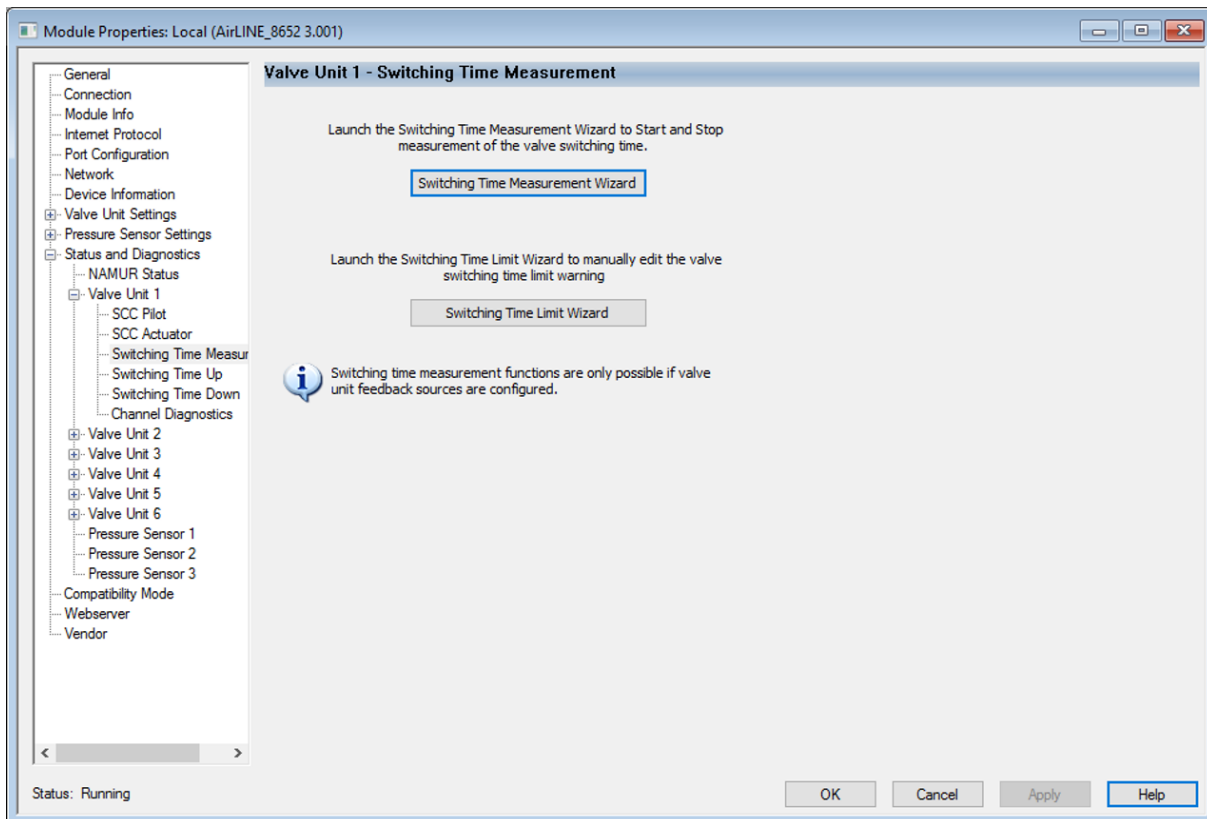 Module Properties: Local (AirLINE_8652 3.001)
General
Connection
Module Info
Internet Protocol
Port Configuration
Network
Device Information
Valve Unit Settings
Pressure Sensor Settings
Status and Diagnostics
NAMUR Status
Valve Unit 1
SCC Pilot
SCC Actuator
Switching Time Measur
Switching Time Up
Switching Time Down
Channel Diagnostics
Valve Unit 2
Valve Unit 3
Valve Unit 4
Valve Unit 5
Valve Unit 6
Pressure Sensor 1
Pressure Sensor 2
Pressure Sensor 3
Compatibility Mode
Webserver
Vendor
Valve Unit 1 - Switching Time Measurement
Launch the Switching Time Measurement Wizard to Start and Stop
measurement of the valve switching time.
Switching Time Measurement Wizard
Launch the Switching Time Limit Wizard to manually edit the valve
switching time limit warning
Switching Time Limit Wizard
Switching time measurement functions are only possible if valve
unit feedback sources are configured.
Status: Running
OK
Cancel
Apply
Help